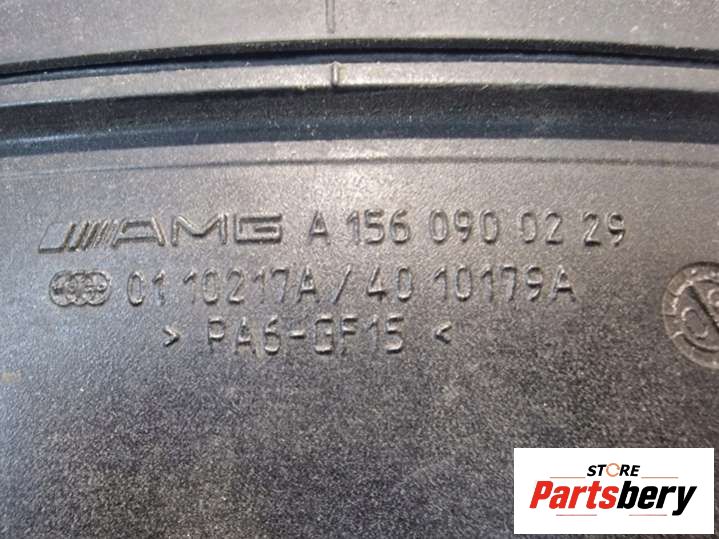 AMG A 156 090 02 29
01 10217A/40 10179A
> PA6-GF15 <
STORE
Partsbery